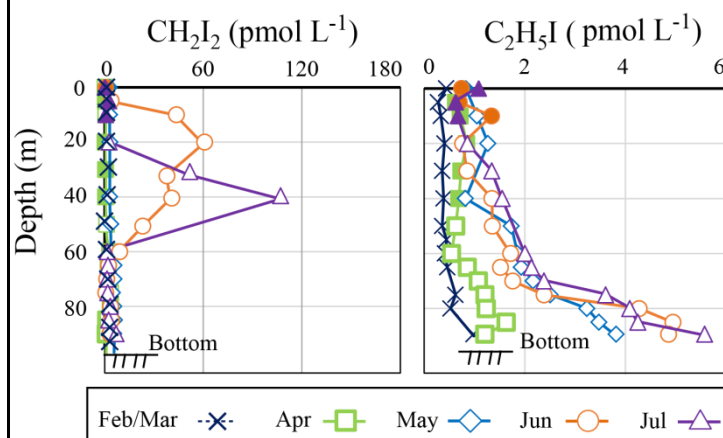 CH₂I₂ (pmol L⁻¹) C₂H₅I ( pmol L⁻¹)
0 60 120 180 0 2 4 6
0
20
40
60
80
Depth (m)
Bottom Bottom
Feb/Mar Apr May Jun Jul